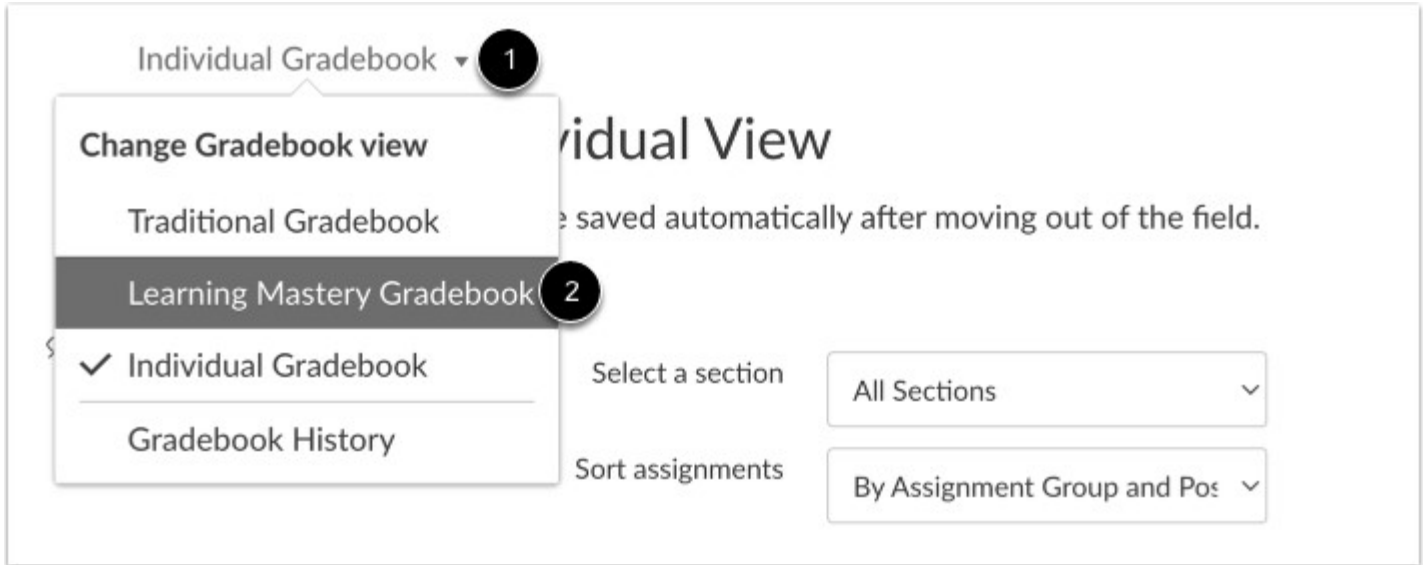 Individual Gradebook 1
Change Gradebook view
vidual View
Traditional Gradebook
e saved automatically after moving out of the field.
Learning Mastery Gradebook 2
Individual Gradebook
Select a section
All Sections
Gradebook History
Sort assignments
By Assignment Group and Pos